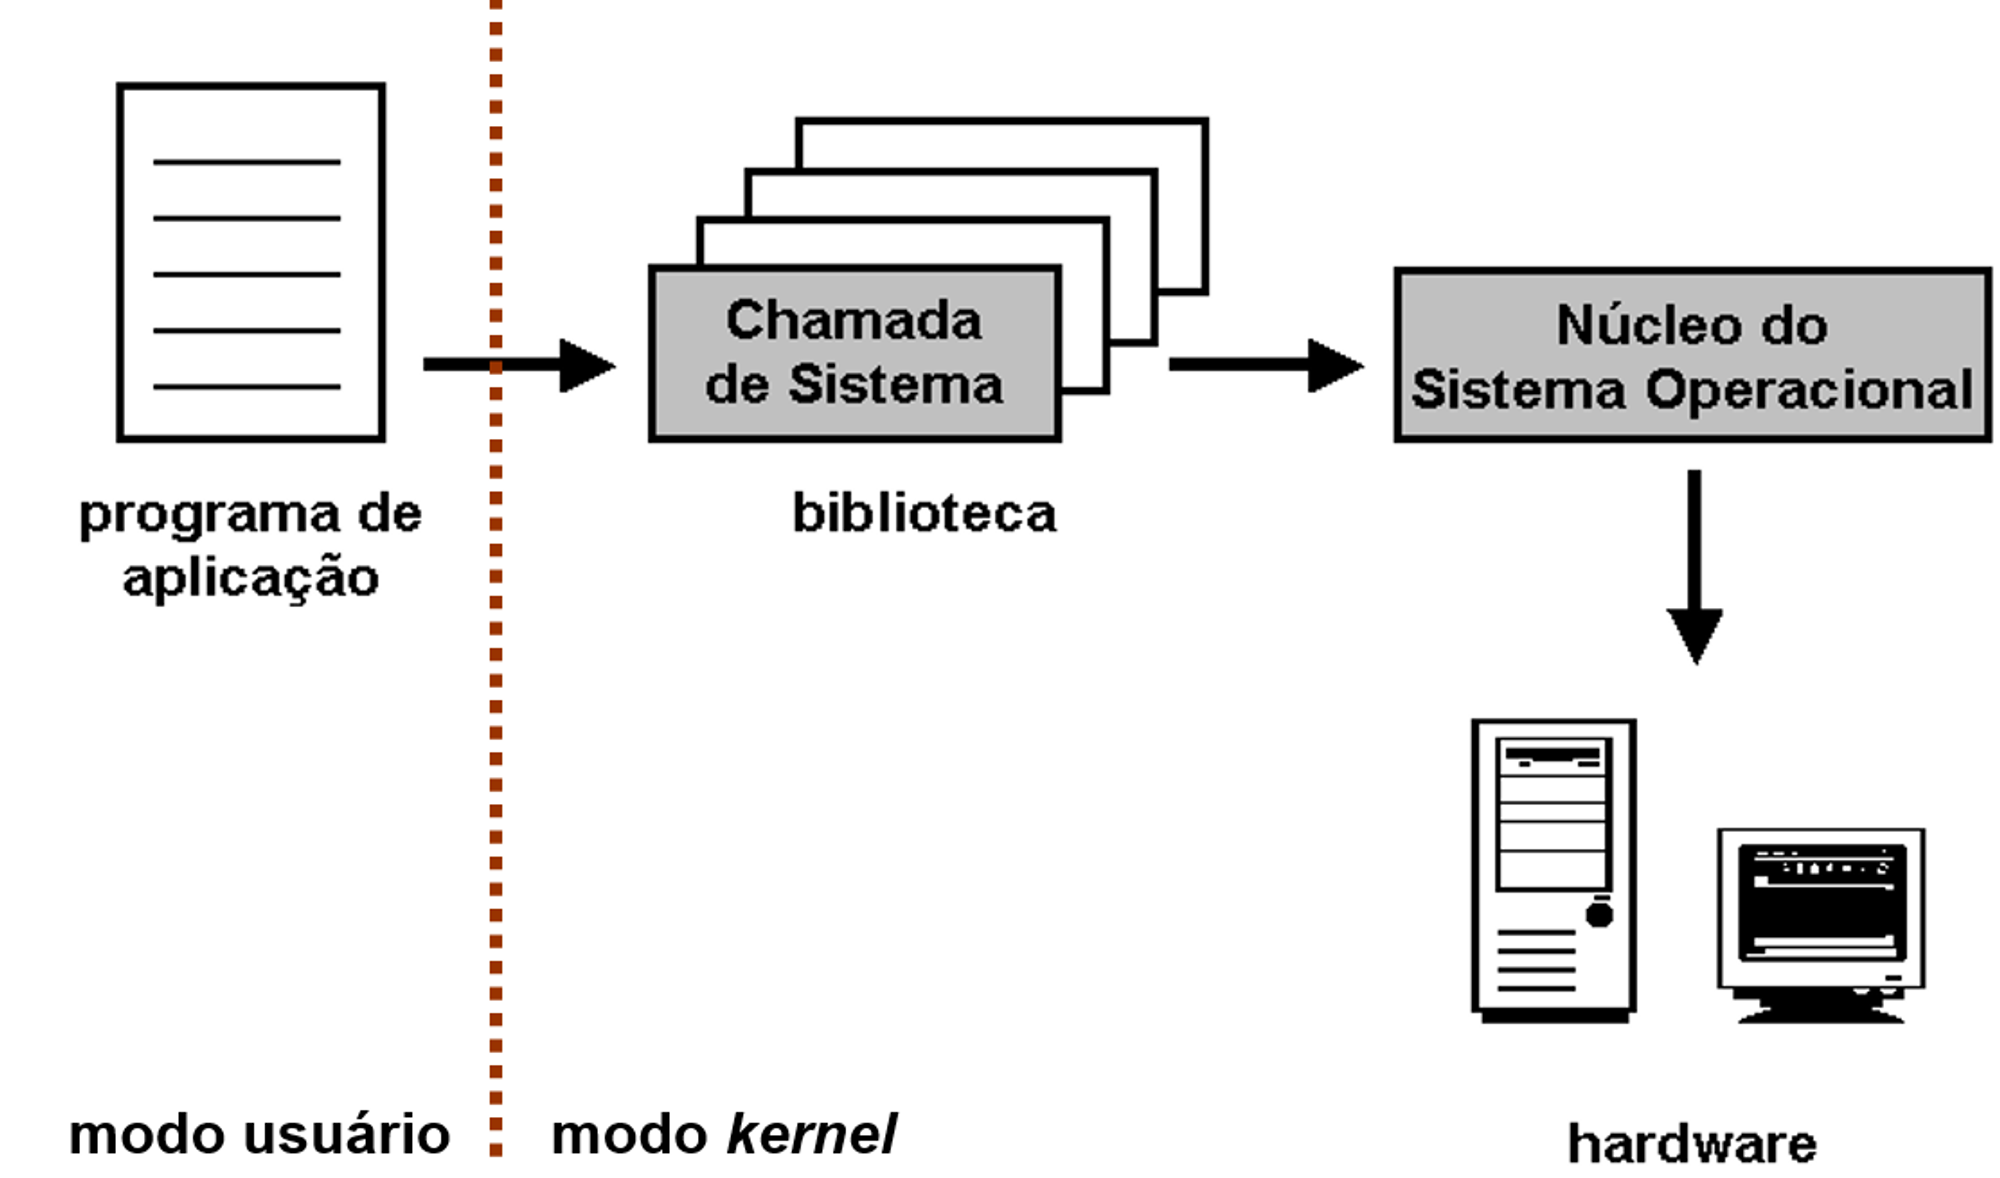 Chamada
de Sistema
Núcleo do
Sistema Operacional
programa de
aplicação
biblioteca
modo usuário
modo kernel
hardware